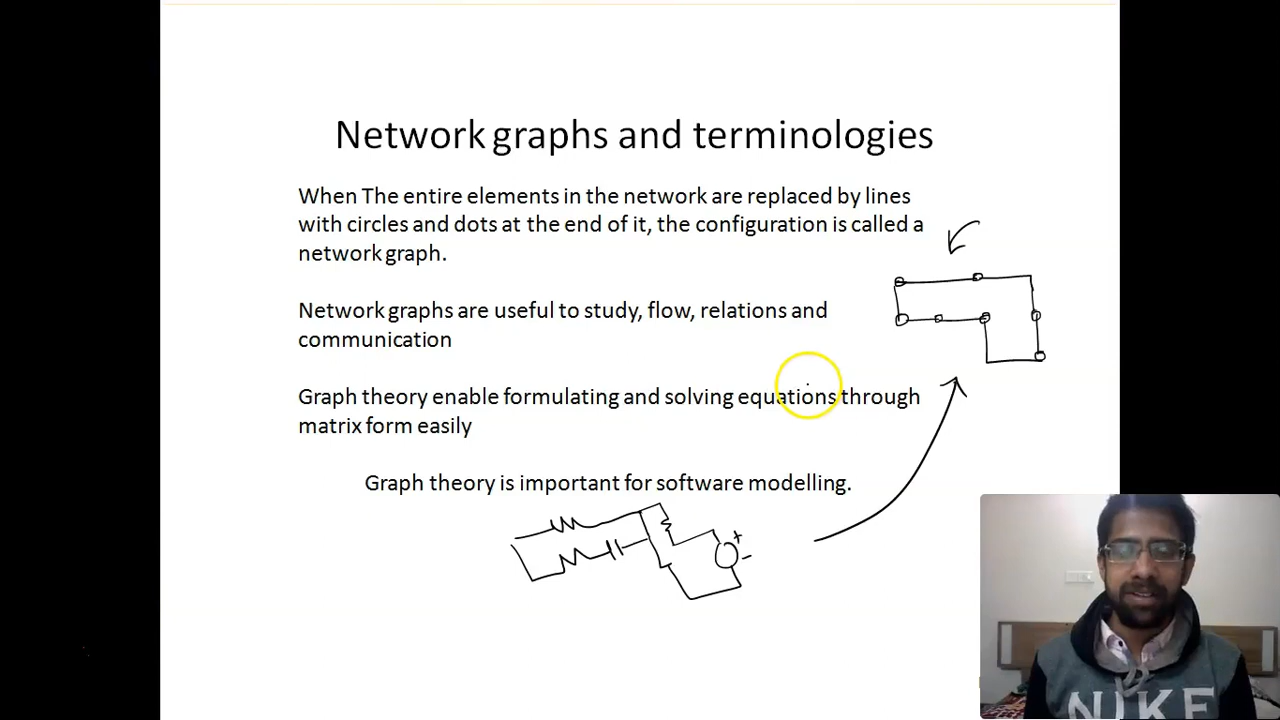 Network graphs and terminologies
When The entire elements in the network are replaced by lines
with circles and dots at the end of it, the configuration is called a
network graph.
Network graphs are useful to study, flow, relations and
communication
Graph theory enable formulating and solving equations through
matrix form easily
Graph theory is important for software modelling.
+
-
NIKE